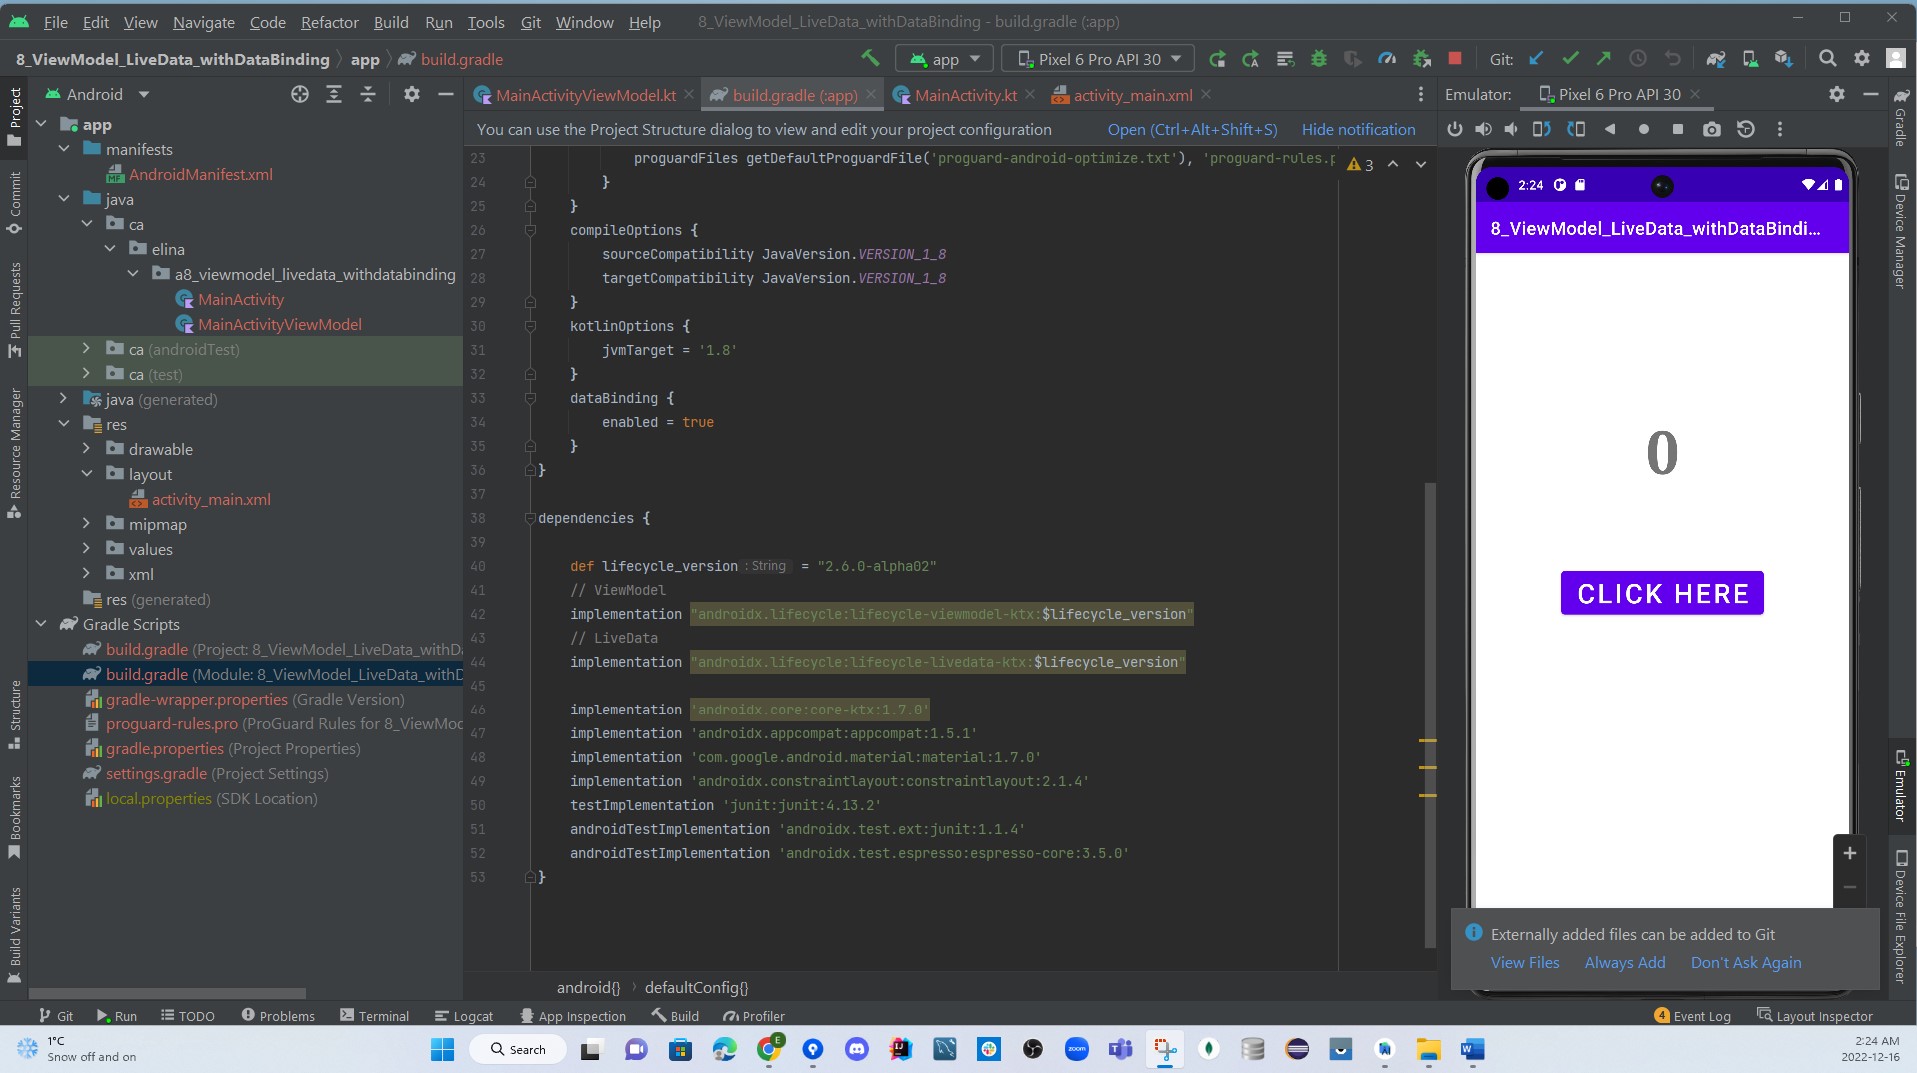 File Edit View Navigate Code Refactor Build Run Tools Git Window Help 8_ViewModel_LiveData_withDataBinding - build.gradle (:app)
8_ViewModel_LiveData_withDataBinding app build.gradle app Pixel 6 Pro API 30 Git:
Android
MainActivityViewModel.kt build.gradle (:app) MainActivity.kt activity_main.xml
Emulator: Pixel 6 Pro API 30
You can use the Project Structure dialog to view and edit your project configuration Open (Ctrl+Alt+Shift+S) Hide notification
Project
Commit
Pull Requests
Resource Manager
Structure
Bookmarks
Build Variants
app
manifests
AndroidManifest.xml
java
ca
elina
a8_viewmodel_livedata_withdatabinding
MainActivity
MainActivityViewModel
ca (androidTest)
ca (test)
java (generated)
res
drawable
layout
activity_main.xml
mipmap
values
xml
res (generated)
Gradle Scripts
build.gradle (Project: 8_ViewModel_LiveData_withDa
build.gradle (Module: 8_ViewModel_LiveData_withD
gradle-wrapper.properties (Gradle Version)
proguard-rules.pro (ProGuard Rules for 8_ViewMod
gradle.properties (Project Properties)
settings.gradle (Project Settings)
local.properties (SDK Location)
23 proguardFiles getDefaultProguardFile('proguard-android-optimize.txt'), 'proguard-rules.p
3
24 }
25 }
26 compileOptions {
27 sourceCompatibility JavaVersion.VERSION_1_8
28 targetCompatibility JavaVersion.VERSION_1_8
29 }
30 kotlinOptions {
31 jvmTarget = '1.8'
32 }
33 dataBinding {
34 enabled = true
35 }
36 }
37
38 dependencies {
39
40 def lifecycle_version : String = "2.6.0-alpha02"
41 // ViewModel
42 implementation "androidx.lifecycle:lifecycle-viewmodel-ktx:$lifecycle_version"
43 // LiveData
44 implementation "androidx.lifecycle:lifecycle-livedata-ktx:$lifecycle_version"
45
46 implementation 'androidx.core:core-ktx:1.7.0'
47 implementation 'androidx.appcompat:appcompat:1.5.1'
48 implementation 'com.google.android.material:material:1.7.0'
49 implementation 'androidx.constraintlayout:constraintlayout:2.1.4'
50 testImplementation 'junit:junit:4.13.2'
51 androidTestImplementation 'androidx.test.ext:junit:1.1.4'
52 androidTestImplementation 'androidx.test.espresso:espresso-core:3.5.0'
53 }
android{} defaultConfig{}
2:24
8_ViewModel_LiveData_withDataBindi...
0
CLICK HERE
+
−
Externally added files can be added to Git
View Files Always Add Don't Ask Again
Gradle
Device Manager
Emulator
Device File Explorer
Git Run TODO Problems Terminal Logcat App Inspection Build Profiler 4 Event Log Layout Inspector
1°C
Snow off and on
Search
E
zoom
2:24 AM
2022-12-16